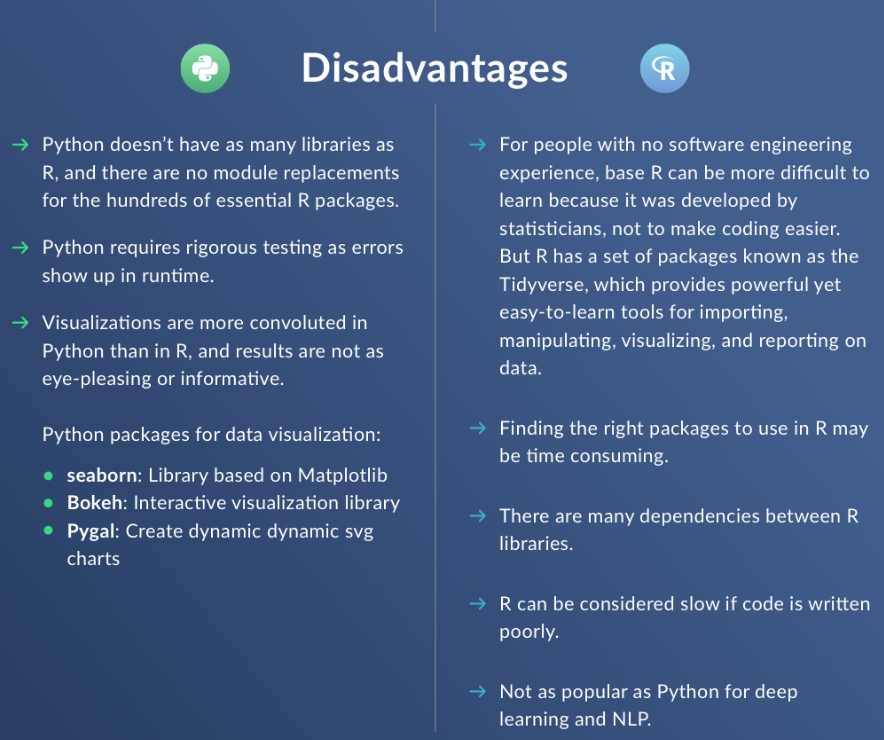 Disadvantages
Python doesn't have as many libraries as
R, and there are no module replacements
for the hundreds of essential R packages.
Python requires rigorous testing as errors
show up in runtime.
Visualizations are more convoluted in
Python than in R, and results are not as
eye-pleasing or informative.
Python packages for data visualization:
seaborn: Library based on Matplotlib
Bokeh: Interactive visualization library
Pygal: Create dynamic dynamic svg
charts
R
For people with no software engineering
experience, base R can be more difficult to
learn because it was developed by
statisticians, not to make coding easier.
But R has a set of packages known as the
Tidyverse, which provides powerful yet
easy-to-learn tools for importing,
manipulating, visualizing, and reporting on
data.
Finding the right packages to use in R may
be time consuming.
There are many dependencies between R
libraries.
R can be considered slow if code is written
poorly.
Not as popular as Python for deep
learning and NLP.